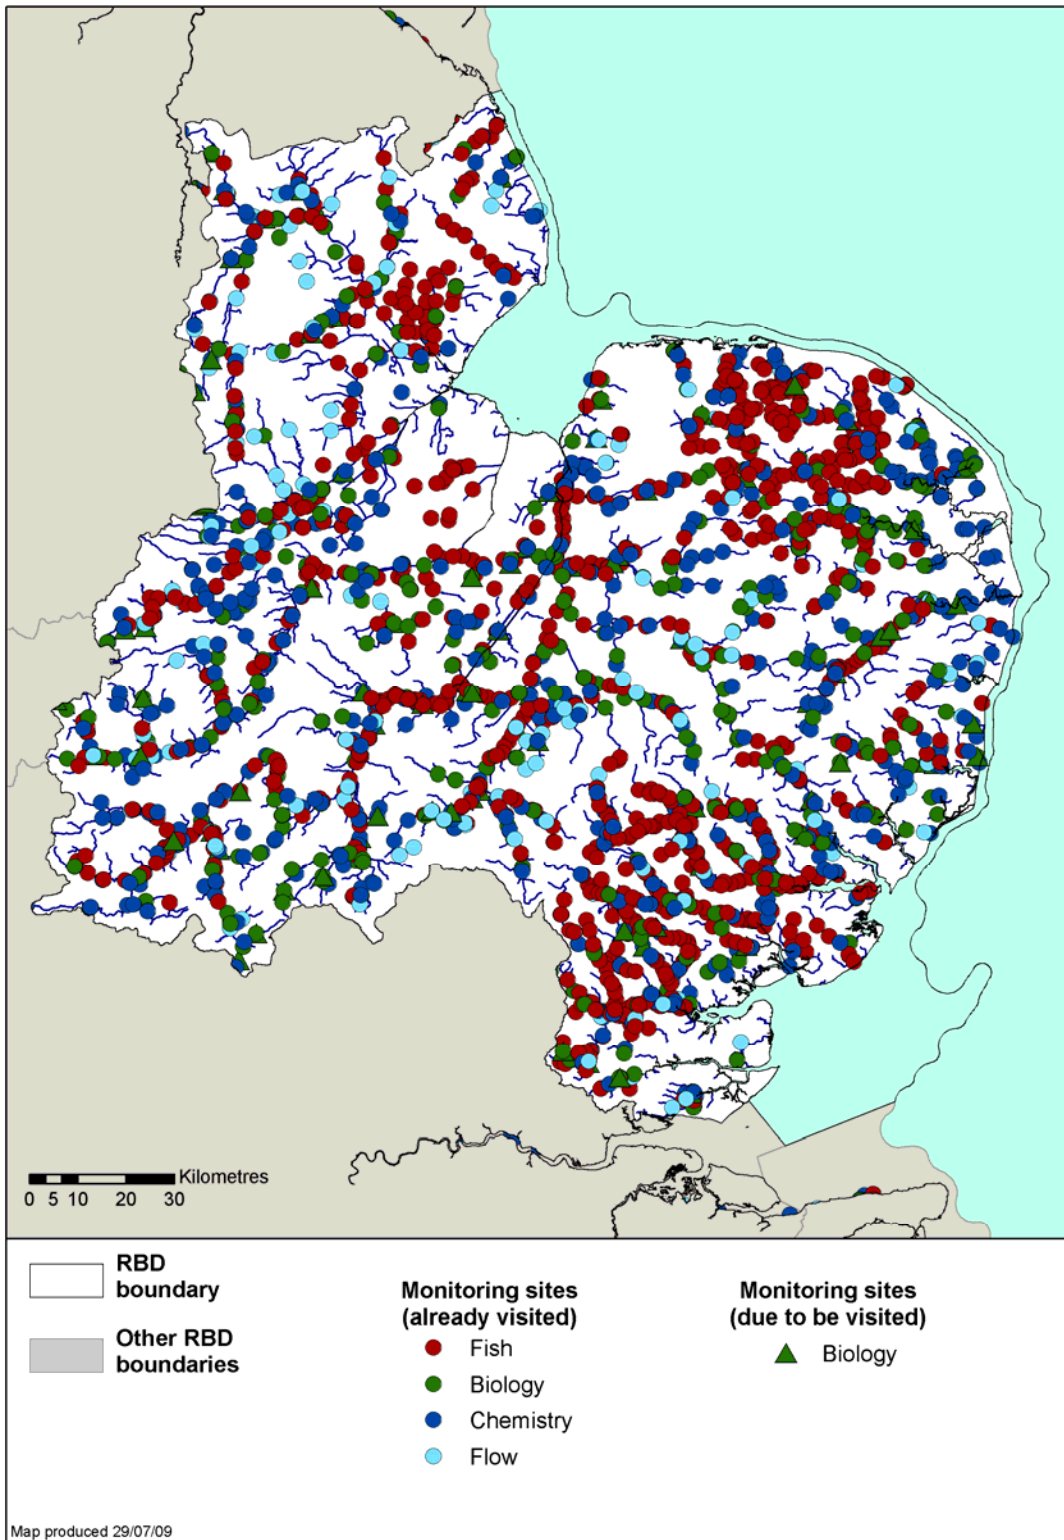 Kilometres
0 5 10 20 30
RBD
boundary
Other RBD
boundaries
Monitoring sites
(already visited)
Fish
Biology
Chemistry
Flow
Monitoring sites
(due to be visited)
Biology
Map produced 29/07/09